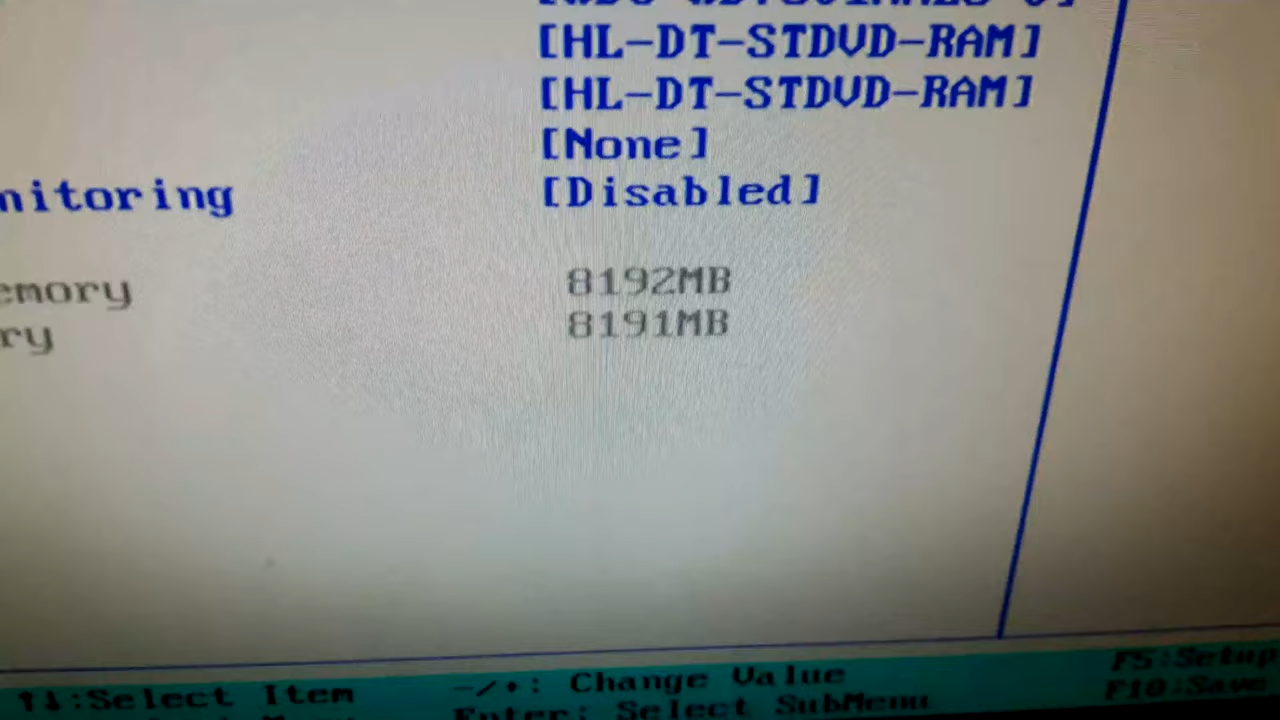 [HL-DT-STDVD-RAM]
[HL-DT-STDVD-RAM]
[None]
nitoring [Disabled]
emory 8192MB
ry 8191MB
↑↓:Select Item -/+: Change Value F5:Setup
Enter: Select SubMenu F10:Save